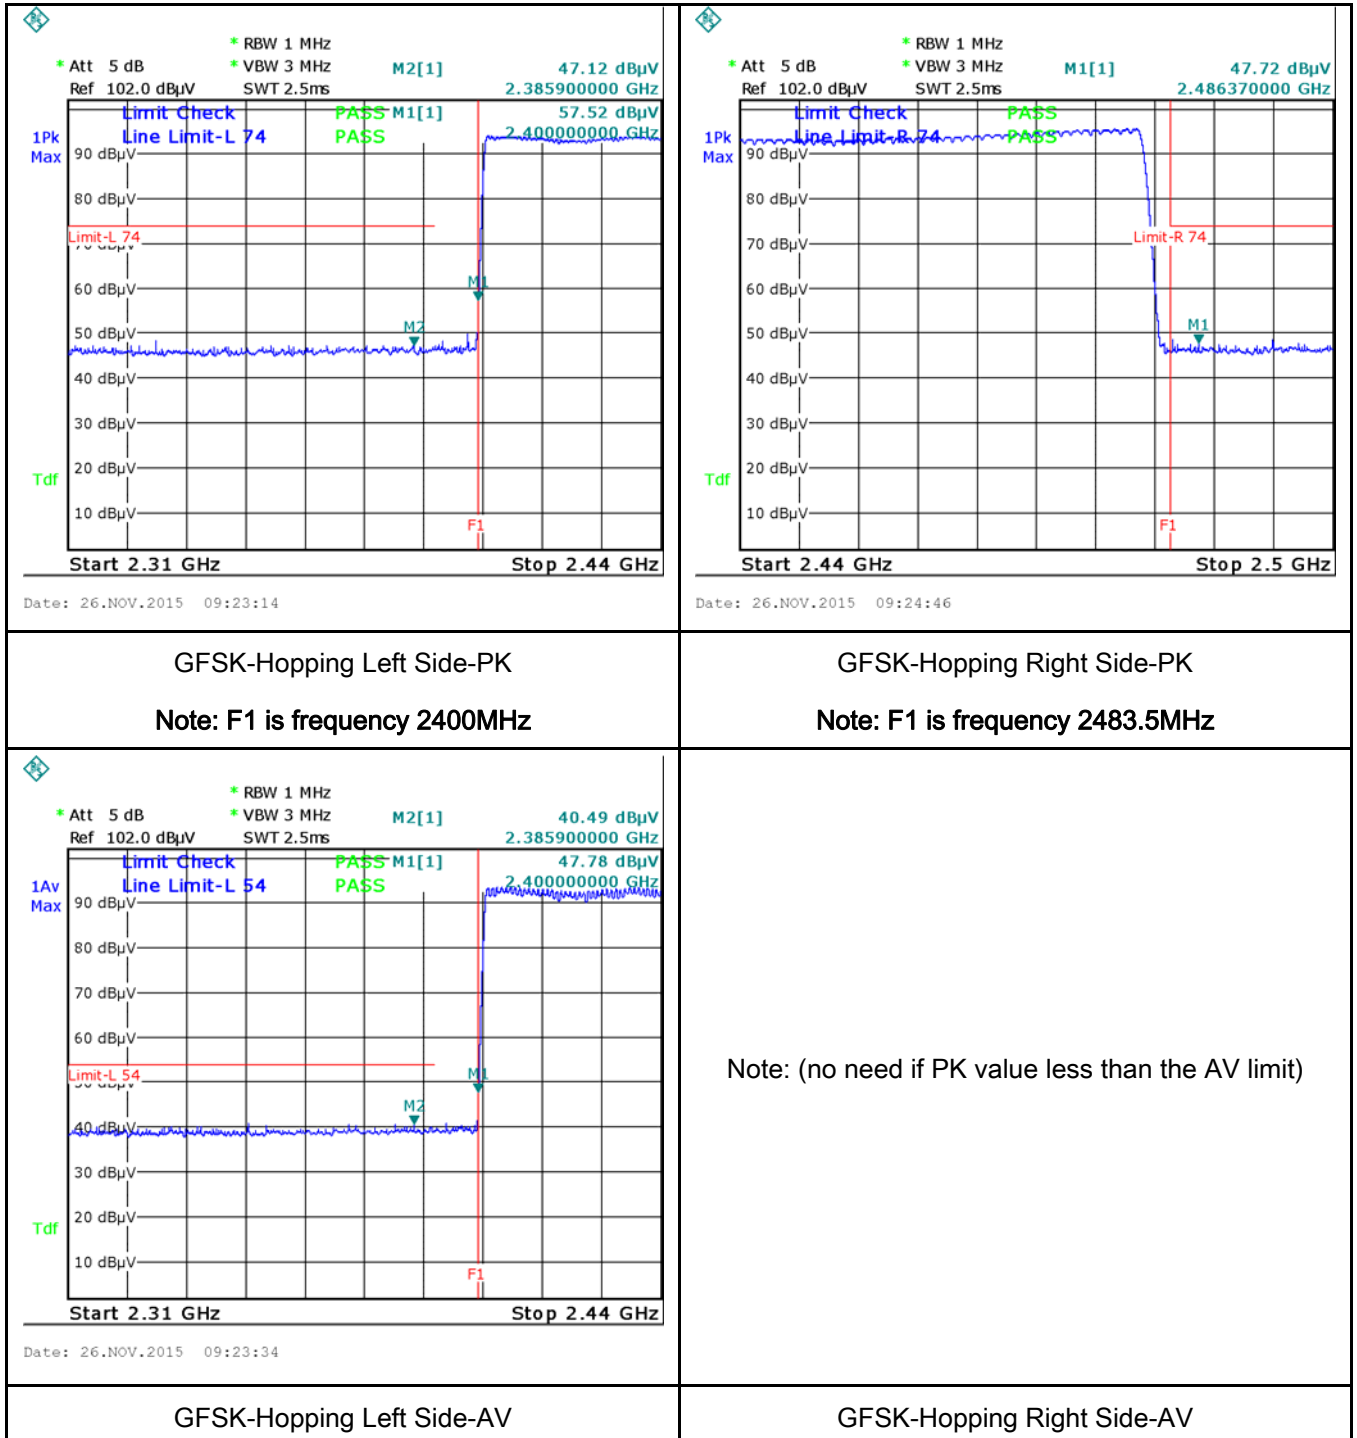 * RBW 1 MHz
* Att 5 dB * VBW 3 MHz M2[1] 47.12 dBµV
Ref 102.0 dBµV SWT 2.5ms 2.385900000 GHz
Limit Check PASS M1[1] 57.52 dBµV
1Pk Line Limit-L 74 PASS 2.400000000 GHz
Max
90 dBµV
80 dBµV
Limit-L 74
70 dBµV
M1
60 dBµV
M2
50 dBµV
40 dBµV
30 dBµV
20 dBµV
Tdf
10 dBµV
F1
Start 2.31 GHz Stop 2.44 GHz
Date: 26.NOV.2015 09:23:14
* RBW 1 MHz
* Att 5 dB * VBW 3 MHz M1[1] 47.72 dBµV
Ref 102.0 dBµV SWT 2.5ms 2.486370000 GHz
Limit Check PASS
1Pk Line Limit-R 74 PASS
Max
90 dBµV
80 dBµV
Limit-R 74
70 dBµV
60 dBµV
M1
50 dBµV
40 dBµV
30 dBµV
20 dBµV
Tdf
10 dBµV
F1
Start 2.44 GHz Stop 2.5 GHz
Date: 26.NOV.2015 09:24:46
GFSK-Hopping Left Side-PK
Note: F1 is frequency 2400MHz
GFSK-Hopping Right Side-PK
Note: F1 is frequency 2483.5MHz
* RBW 1 MHz
* Att 5 dB * VBW 3 MHz M2[1] 40.49 dBµV
Ref 102.0 dBµV SWT 2.5ms 2.385900000 GHz
Limit Check PASS M1[1] 47.78 dBµV
1Av Line Limit-L 54 PASS 2.400000000 GHz
Max
90 dBµV
80 dBµV
70 dBµV
60 dBµV
Limit-L 54
M1
50 dBµV
M2
40 dBµV
30 dBµV
20 dBµV
Tdf
10 dBµV
F1
Start 2.31 GHz Stop 2.44 GHz
Date: 26.NOV.2015 09:23:34
Note: (no need if PK value less than the AV limit)
GFSK-Hopping Left Side-AV
GFSK-Hopping Right Side-AV